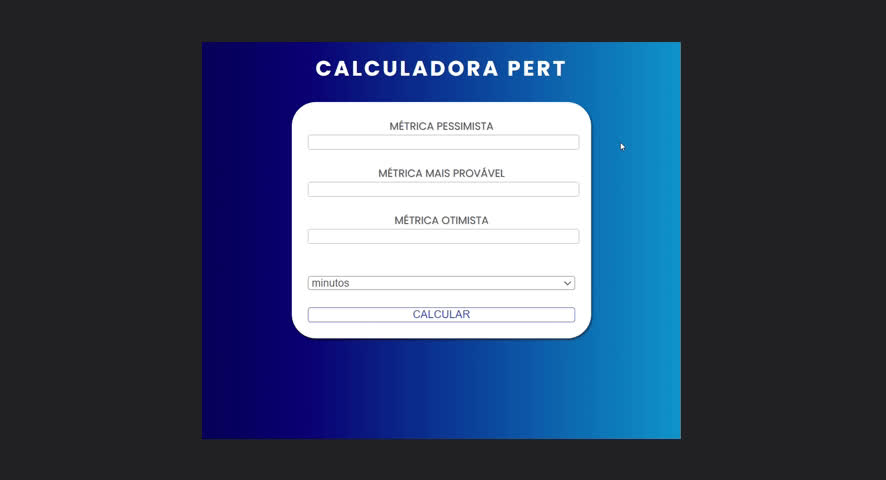 CALCULADORA PERT
MÉTRICA PESSIMISTA
MÉTRICA MAIS PROVÁVEL
MÉTRICA OTIMISTA
minutos
CALCULAR